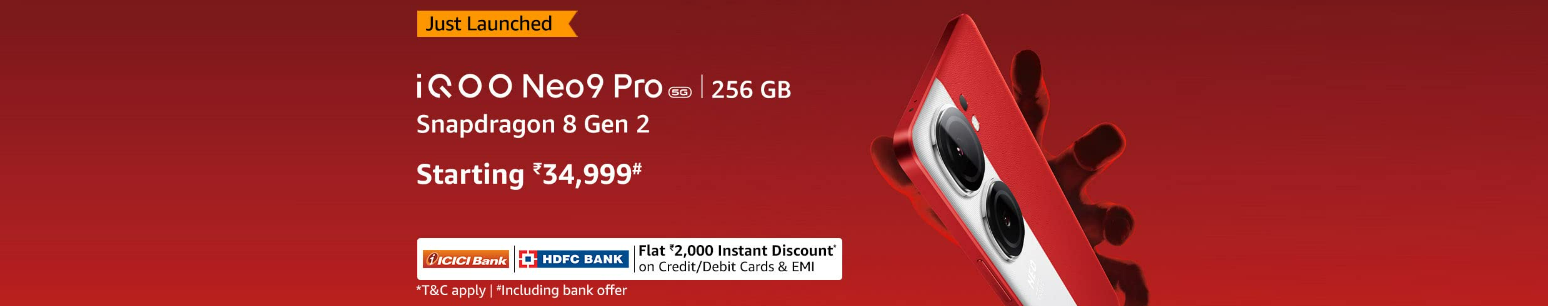 Just Launched
iQOO Neo9 Pro 5G | 256 GB
Snapdragon 8 Gen 2
Starting ₹34,999#
ICICI Bank | HDFC BANK | Flat ₹2,000 Instant Discount*
on Credit/Debit Cards & EMI
*T&C apply | #Including bank offer
NEO